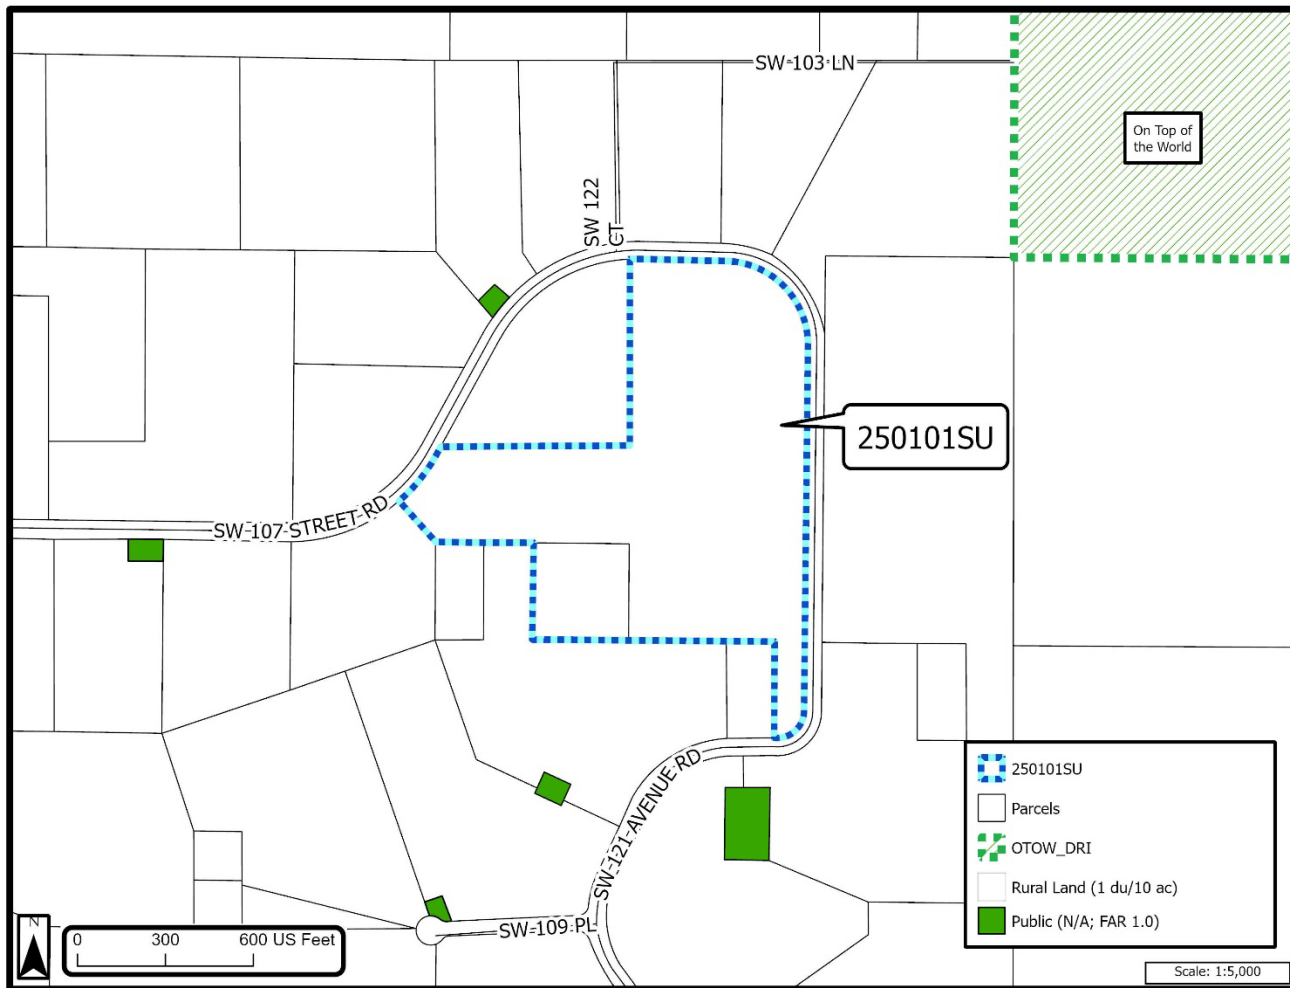 SW 103 LN
On Top of
the World
SW 122
CT
250101SU
SW 107 STREET RD
SW 121 AVENUE RD
SW 109 PL
250101SU
Parcels
OTOW_DRI
Rural Land (1 du/10 ac)
Public (N/A; FAR 1.0)
N
0 300 600 US Feet
Scale: 1:5,000